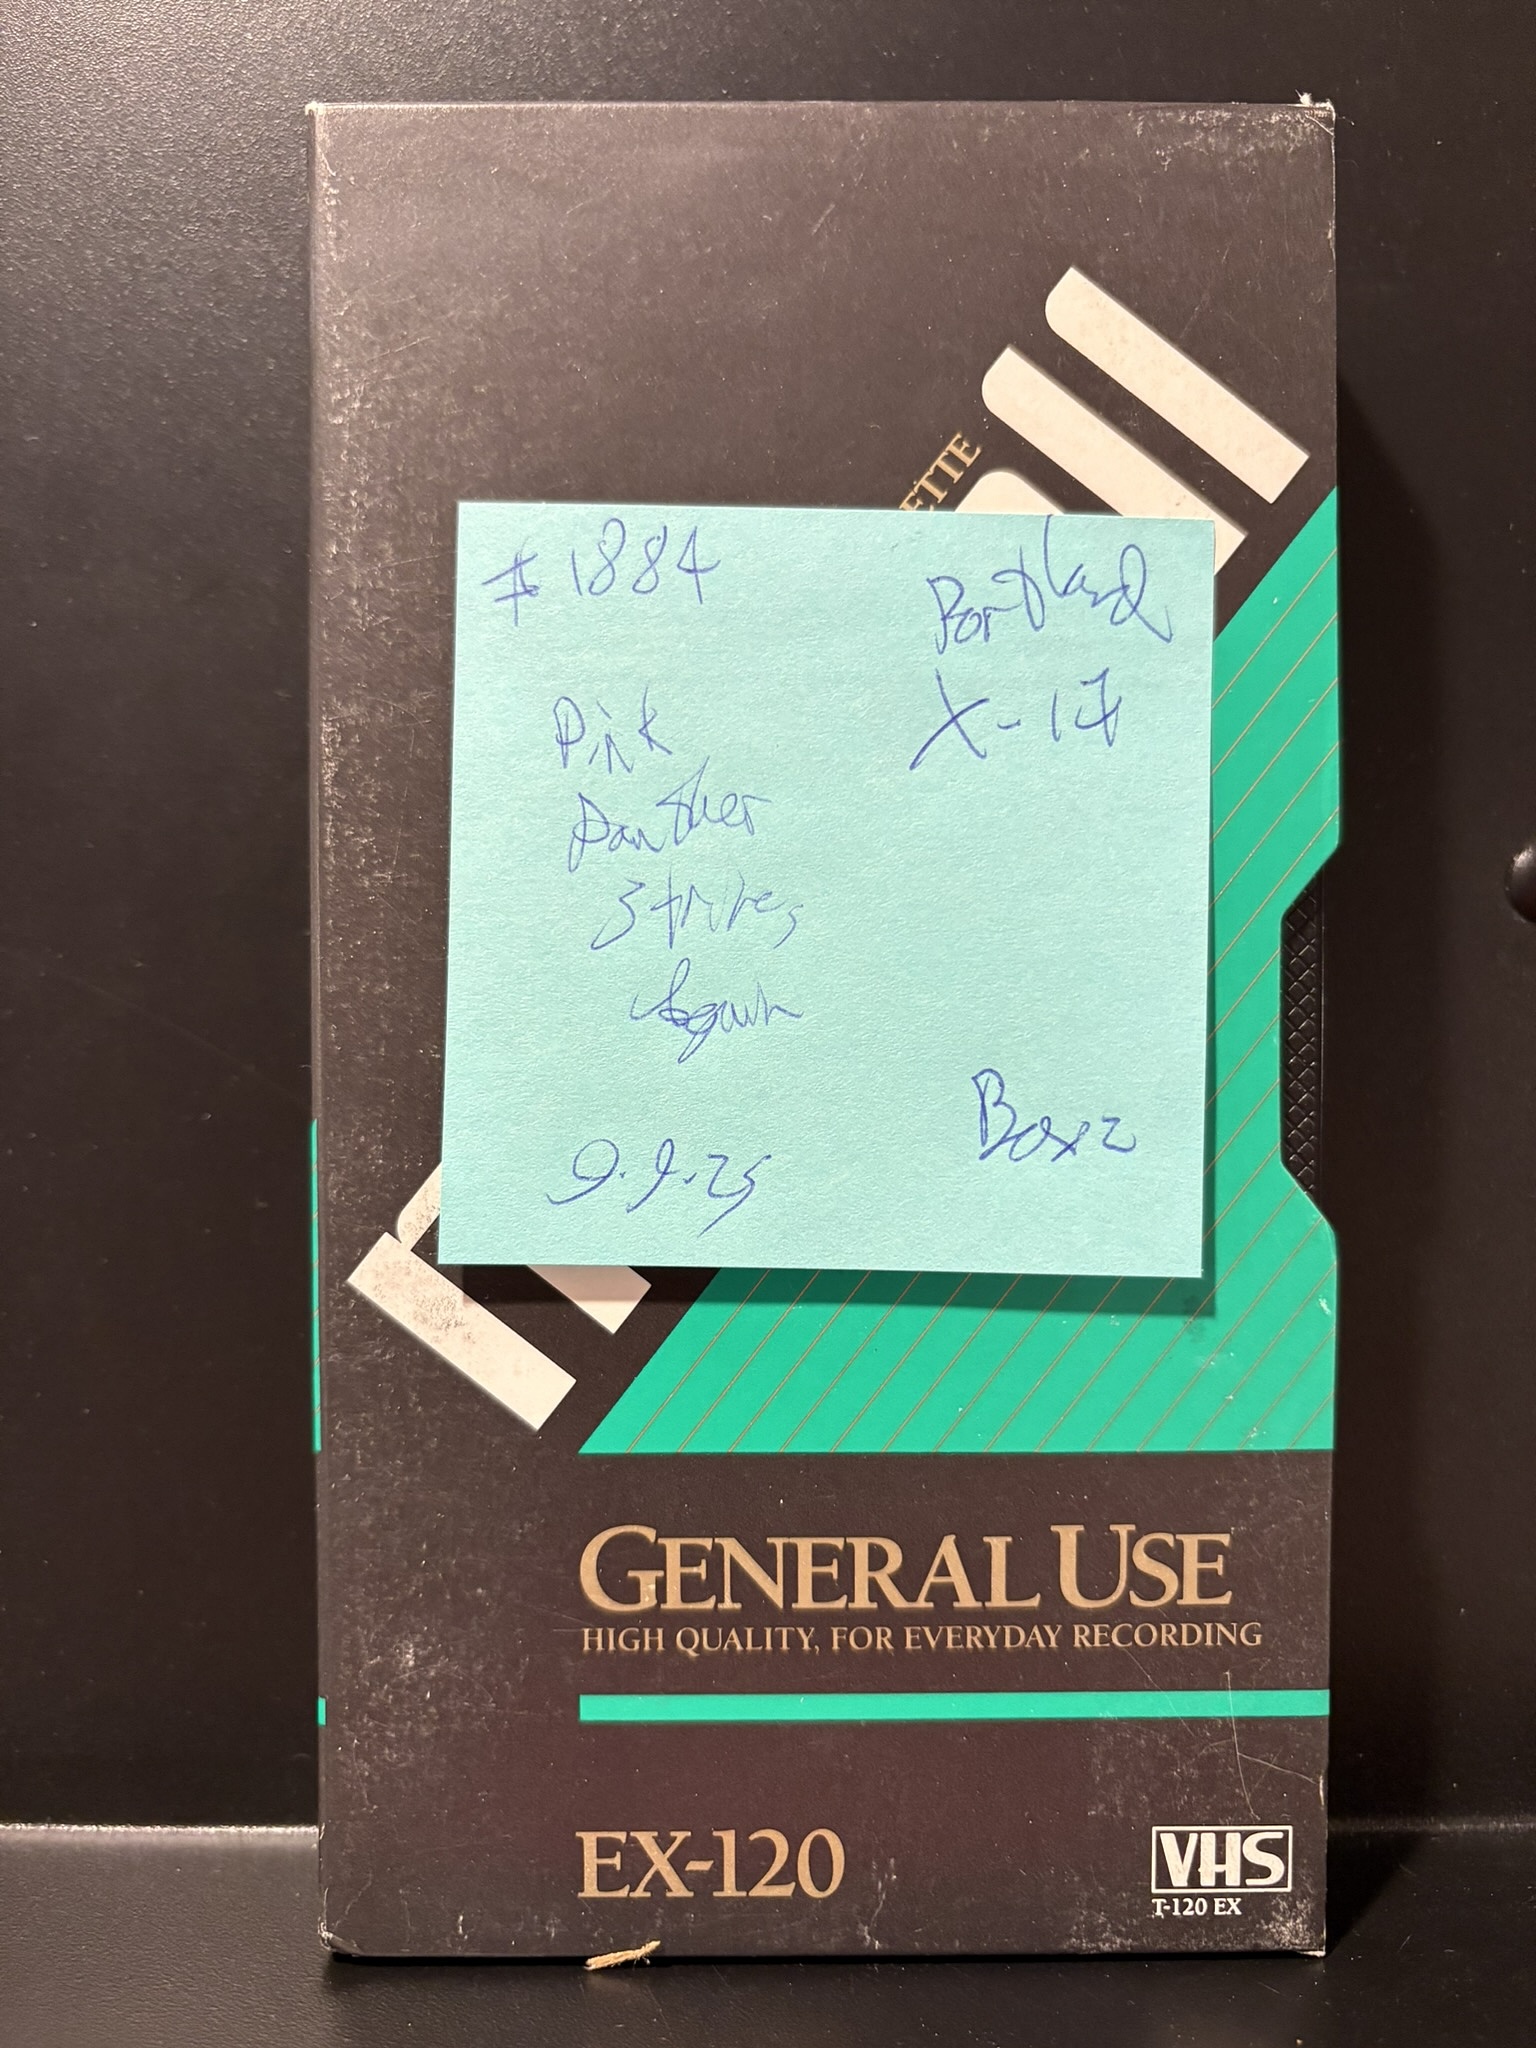 ETTE
#1884
Portland
X-17
Pink
Panther
Strikes
Again
9.9.25
Box 2
GENERAL USE
HIGH QUALITY, FOR EVERYDAY RECORDING
EX-120
VHS
T-120 EX